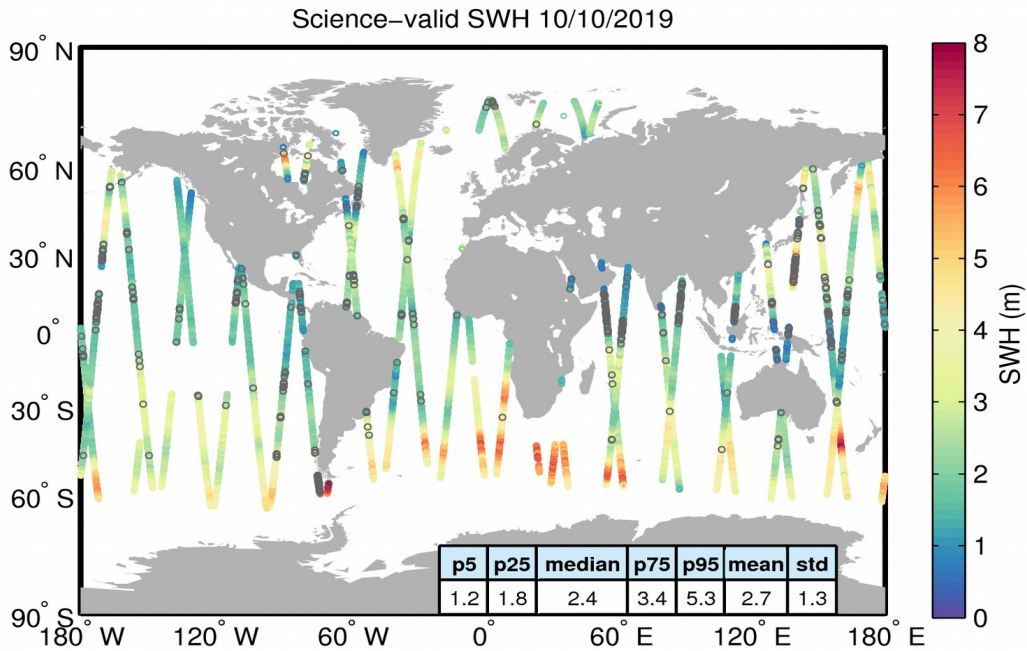 Science−valid SWH 10/10/2019
90° N
60° N
30° N
0°
30° S
60° S
90° S
180° W
120° W
60° W
0°
60° E
120° E
180° E
p5 p25 median p75 p95 mean std
1.2 1.8 2.4 3.4 5.3 2.7 1.3
8
7
6
5
4
3
2
1
0
SWH (m)